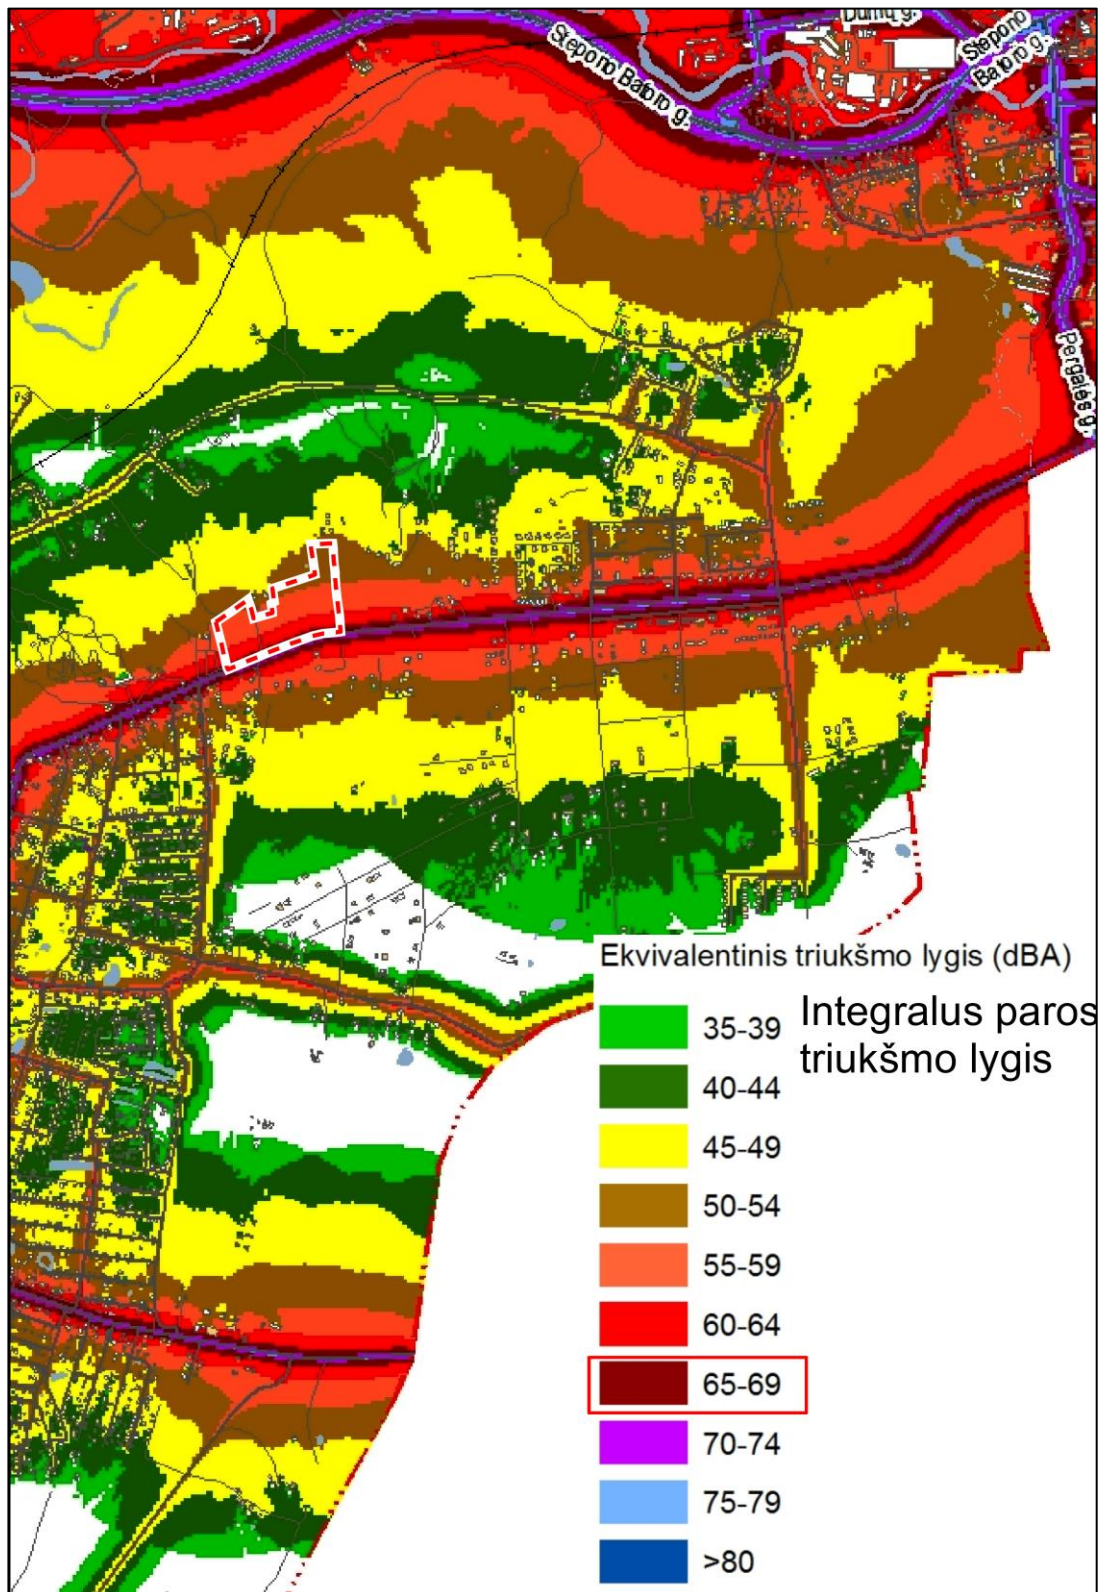 Dūmų g.
Stepono Batoro g.
Stepono
Batoro g.
Pergalės g.
Ekvivalentinis triukšmo lygis (dBA)
Integralus paros
triukšmo lygis
35-39
40-44
45-49
50-54
55-59
60-64
65-69
70-74
75-79
>80